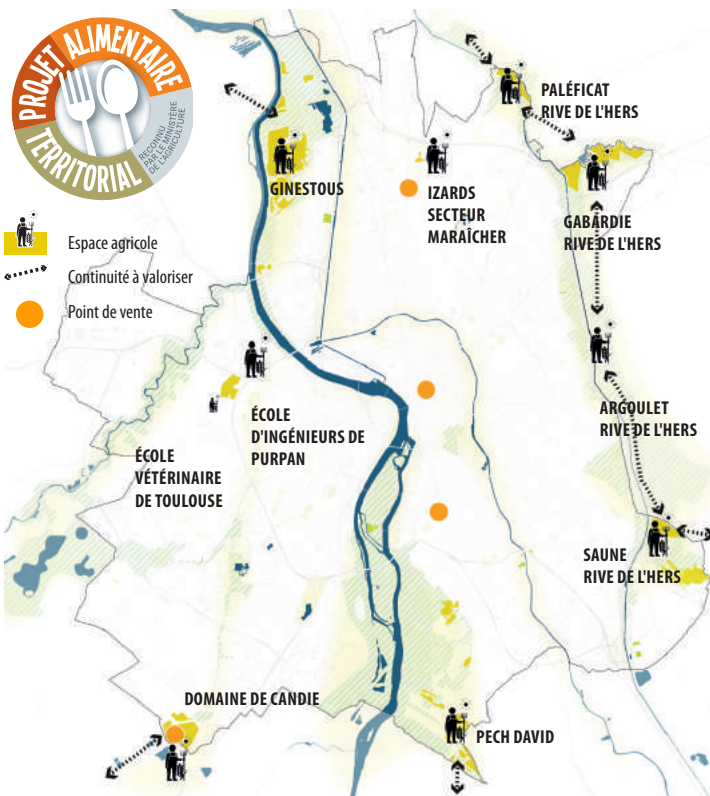 PROJET ALIMENTAIRE
TERRITORIAL
RECONNU
PAR LE MINISTÈRE
DE L'AGRICULTURE
Espace agricole
Continuité à valoriser
Point de vente
PALÉFICAT
RIVE DE L'HERS
GINESTOUS
IZARDS
SECTEUR
MARAÎCHER
GABARDIE
RIVE DE L'HERS
ÉCOLE
D'INGÉNIEURS DE
PURPAN
ARGOULET
RIVE DE L'HERS
ÉCOLE
VÉTÉRINAIRE
DE TOULOUSE
SAUNE
RIVE DE L'HERS
DOMAINE DE CANDIE
PECH DAVID